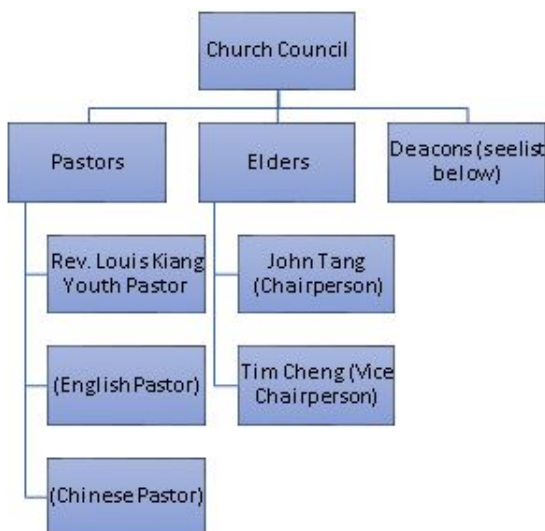 Church Council
Pastors
Elders
Deacons (seelist
below)
Rev. Louis Kiang
Youth Pastor
John Tang
(Chairperson)
(English Pastor)
Tim Cheng (Vice
Chairperson)
(Chinese Pastor)